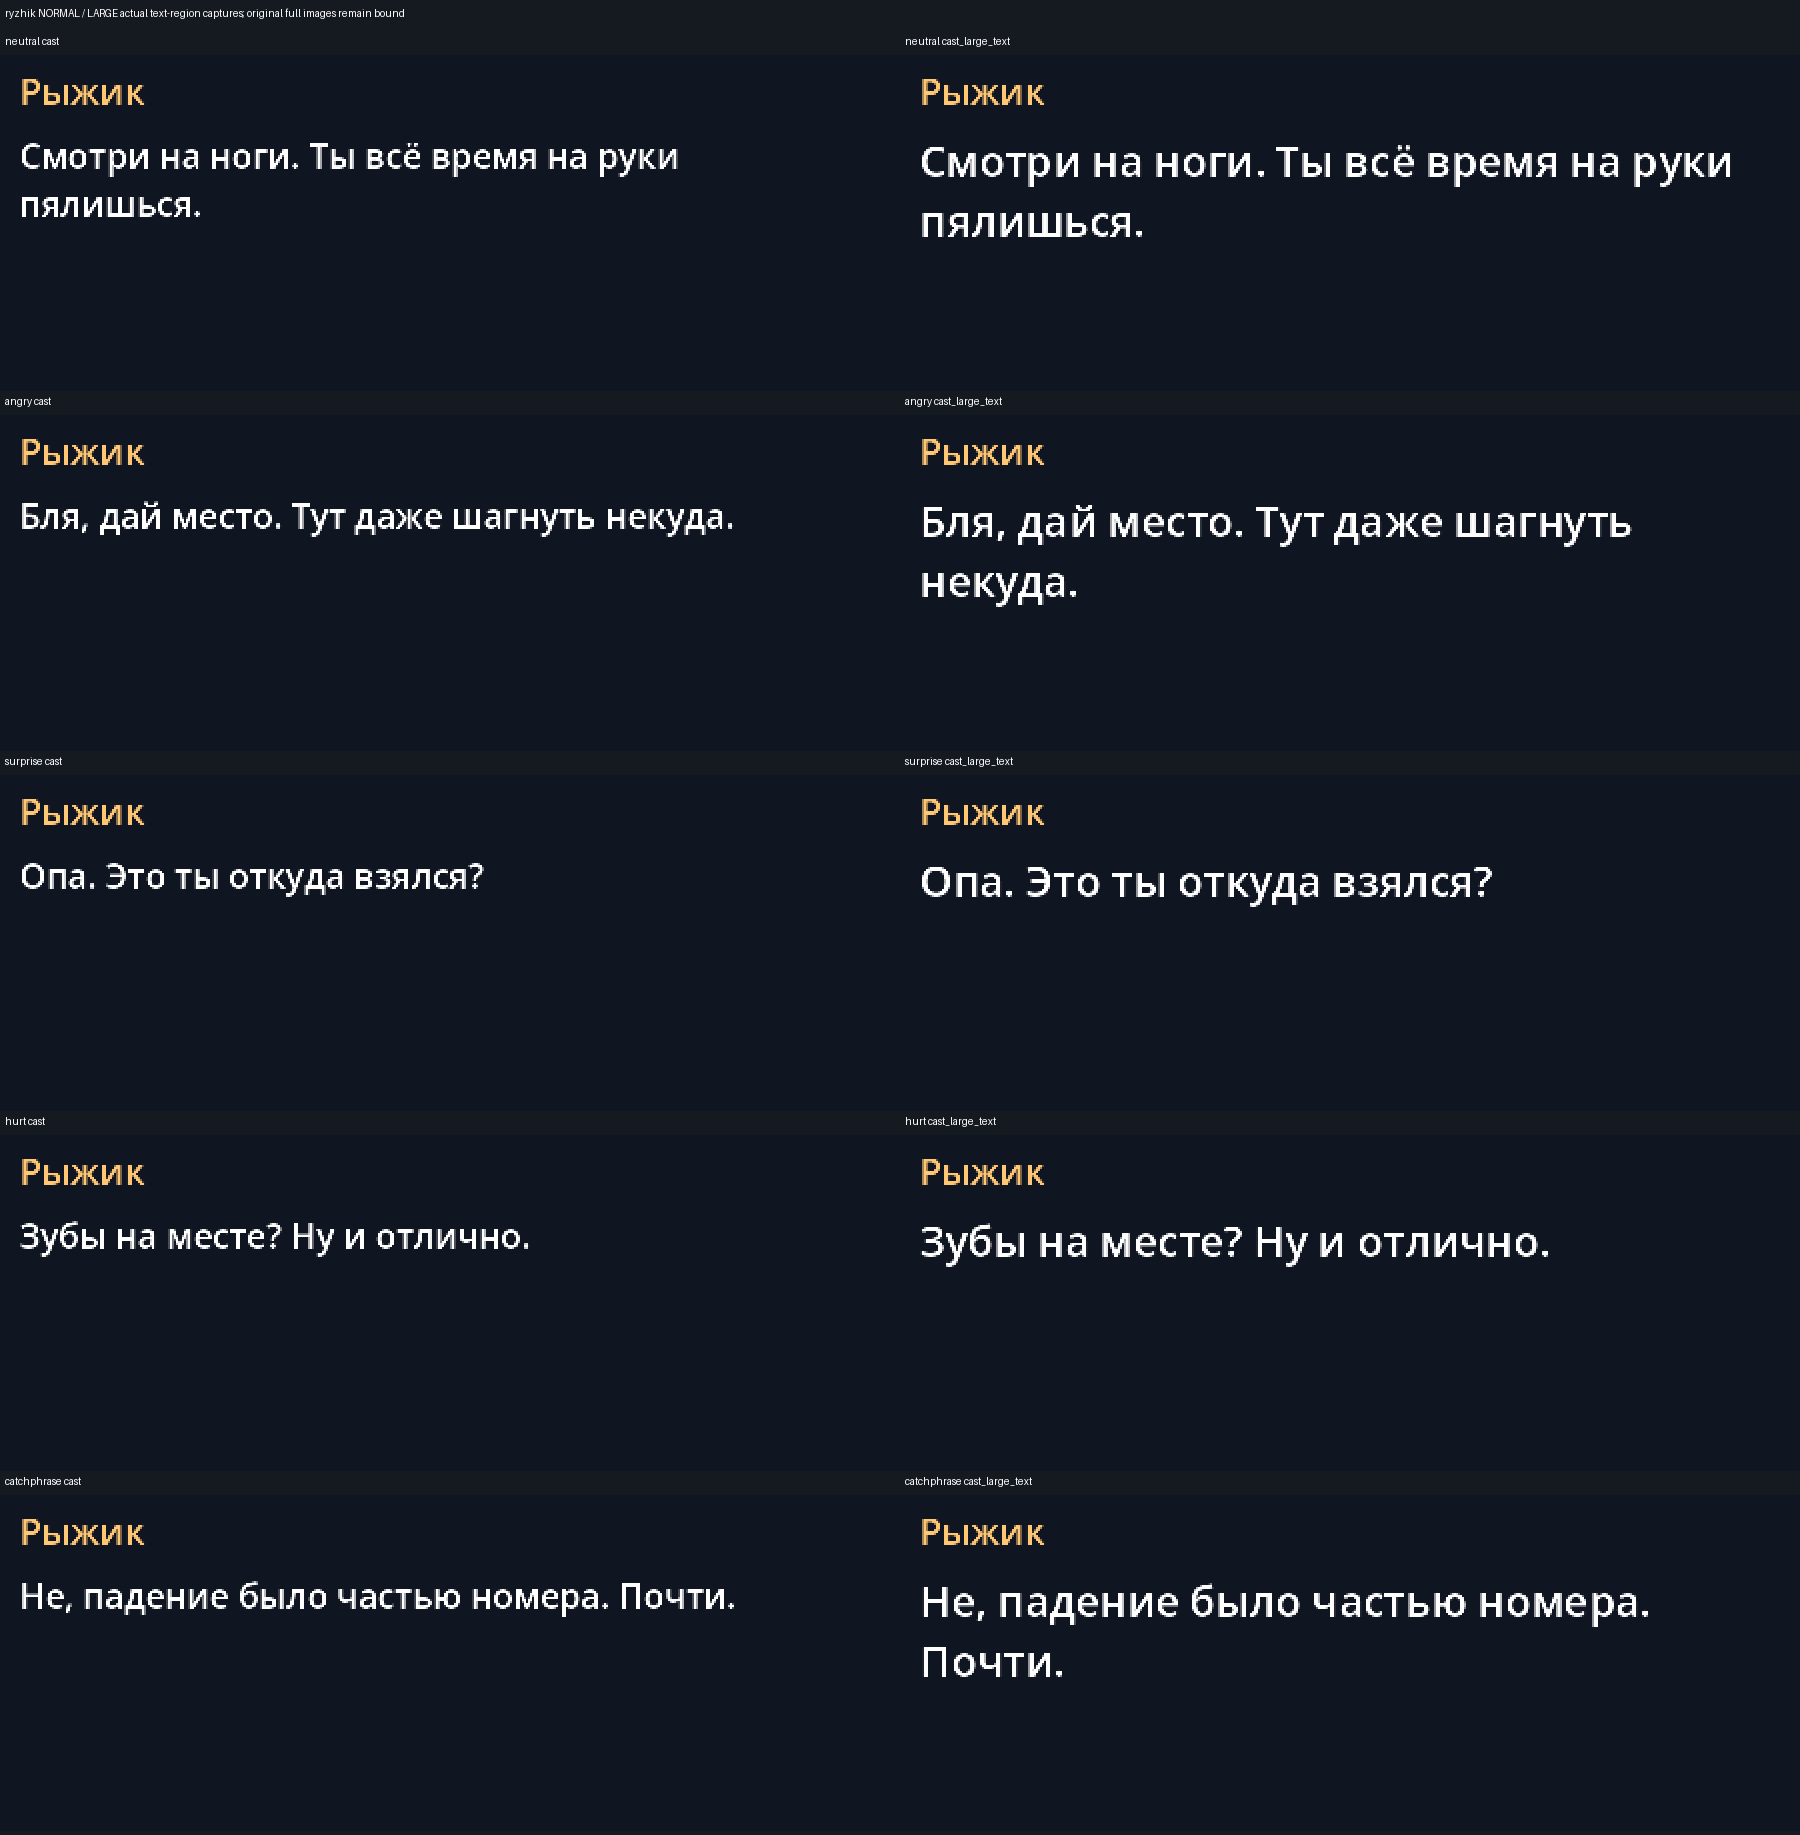 ryzhik NORMAL / LARGE actual text-region captures; original full images remain bound
neutral cast
neutral cast_large_text
Рыжик
Рыжик
Смотри на ноги. Ты всё время на руки
пялишься.
Смотри на ноги. Ты всё время на руки
пялишься.
angry cast
angry cast_large_text
Рыжик
Рыжик
Бля, дай место. Тут даже шагнуть некуда.
Бля, дай место. Тут даже шагнуть
некуда.
surprise cast
surprise cast_large_text
Рыжик
Рыжик
Опа. Это ты откуда взялся?
Опа. Это ты откуда взялся?
hurt cast
hurt cast_large_text
Рыжик
Рыжик
Зубы на месте? Ну и отлично.
Зубы на месте? Ну и отлично.
catchphrase cast
catchphrase cast_large_text
Рыжик
Рыжик
Не, падение было частью номера. Почти.
Не, падение было частью номера.
Почти.